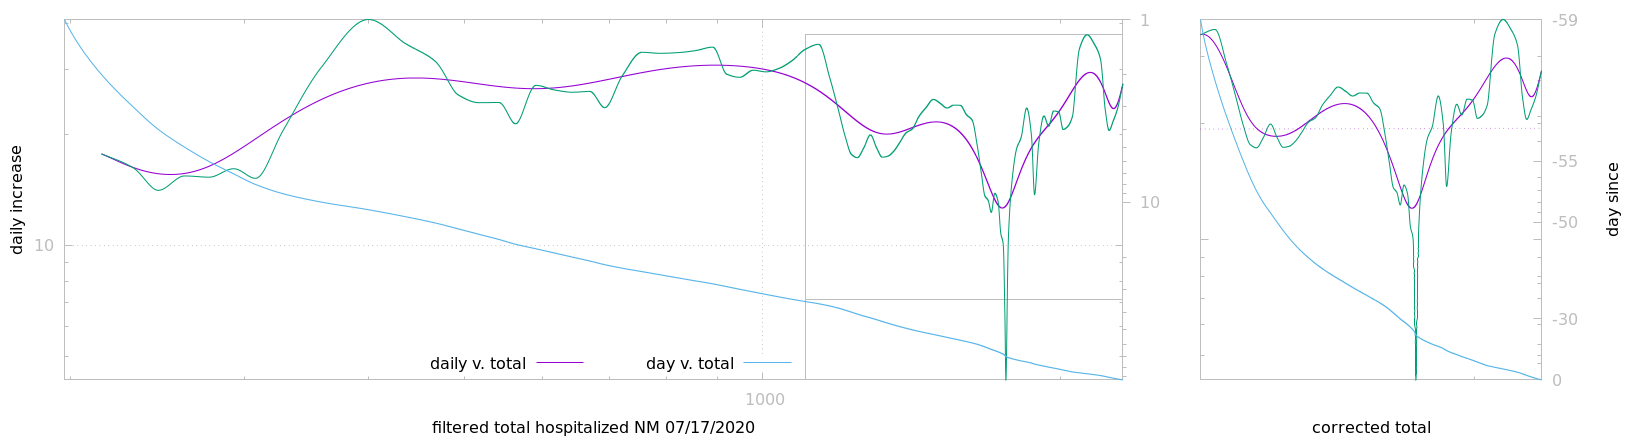 1
-59
daily increase
10
10
-55
-50
-30
0
day since
daily v. total
day v. total
1000
filtered total hospitalized NM 07/17/2020
corrected total